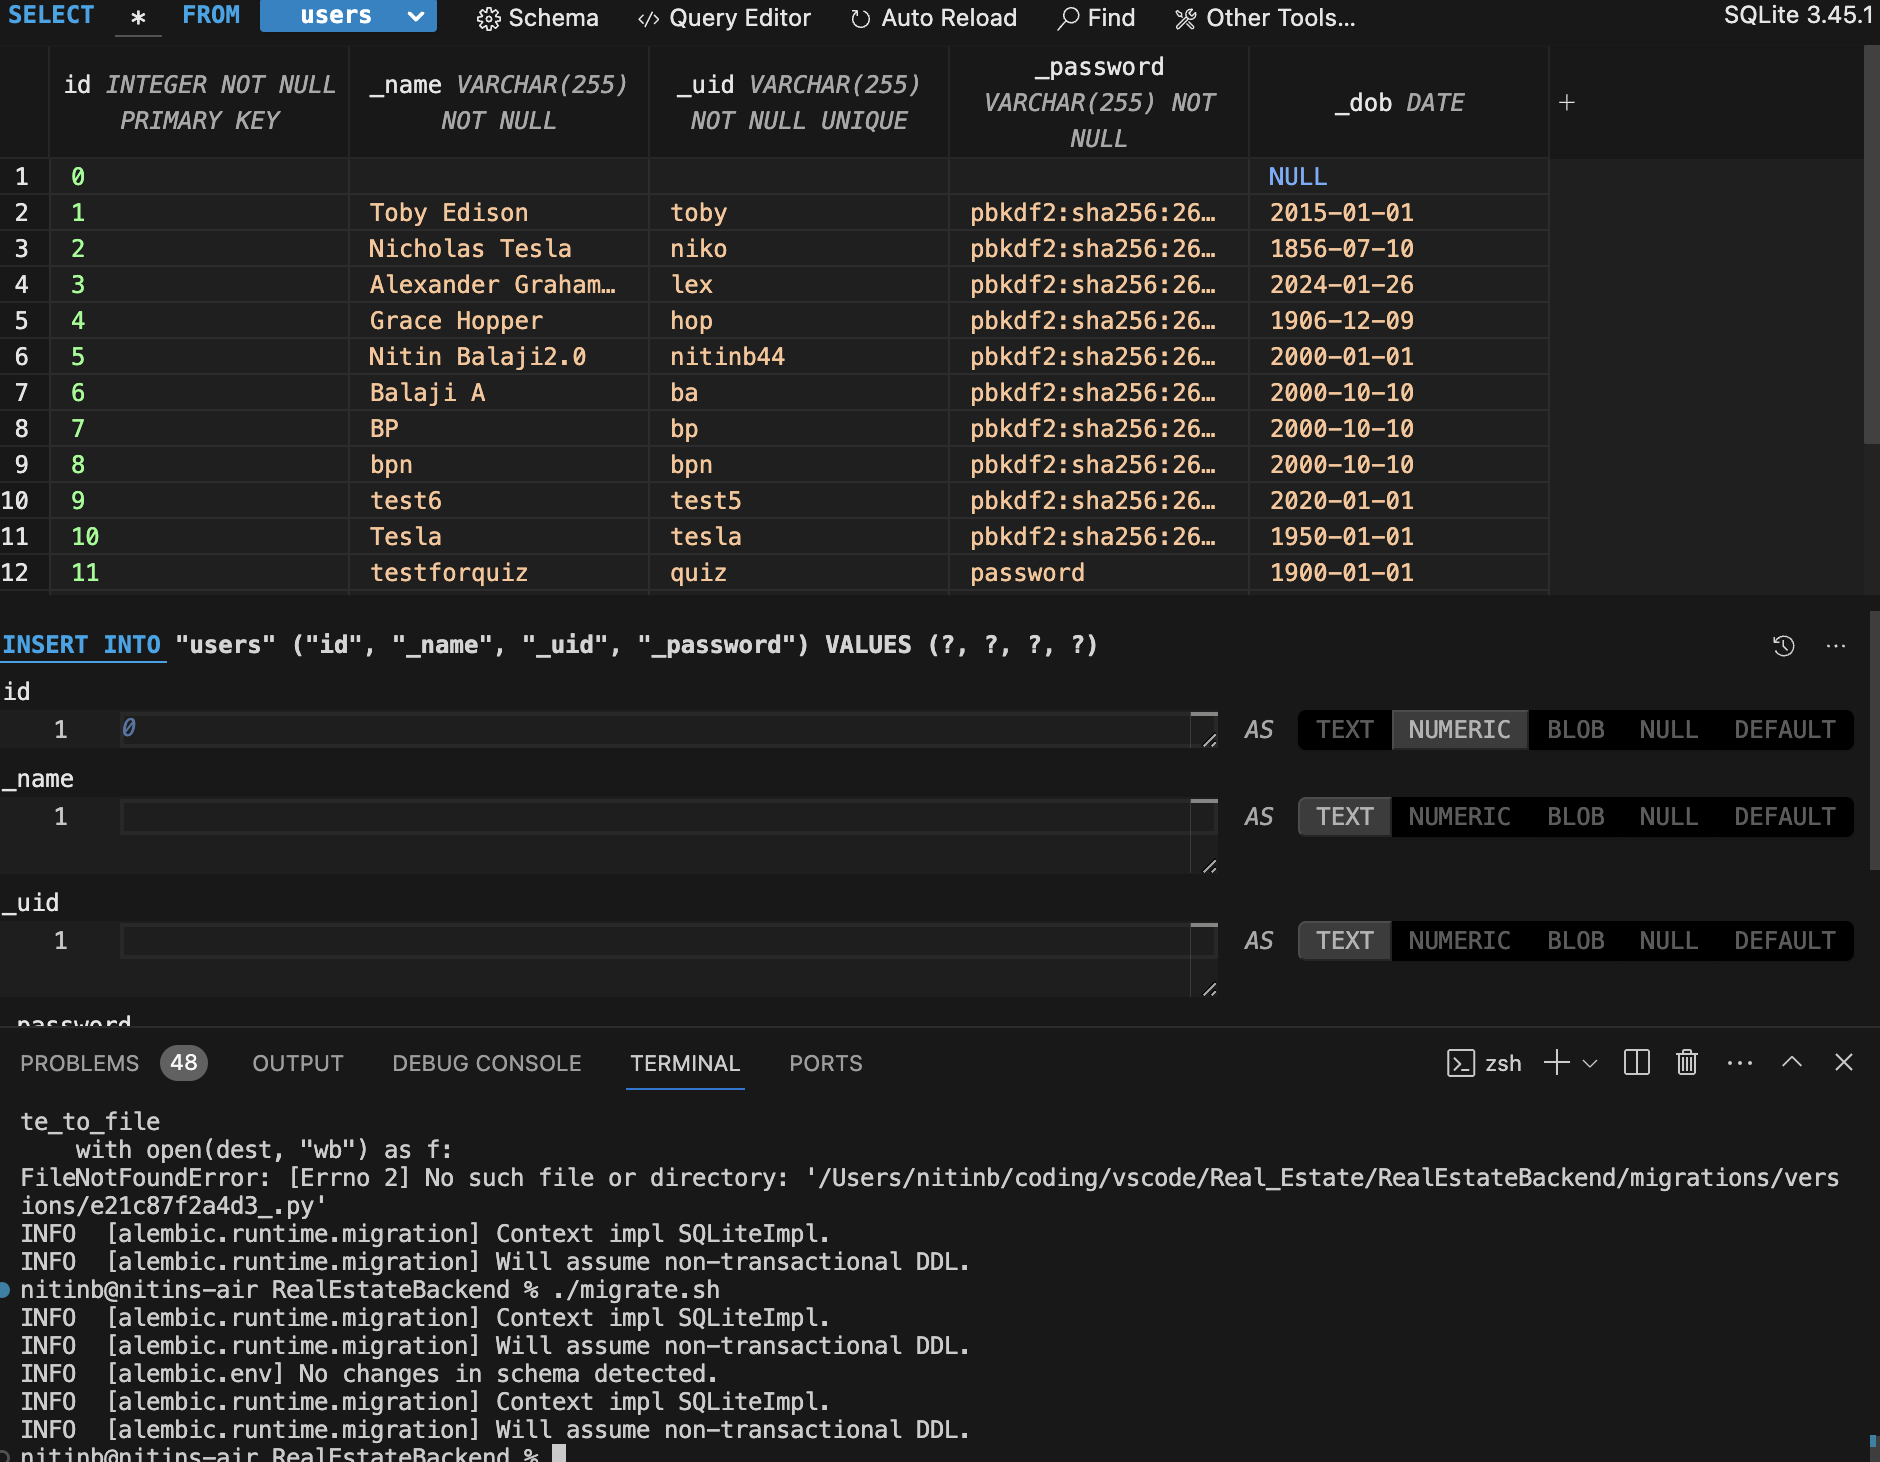 SELECT * FROM users Schema Query Editor Auto Reload Find Other Tools... SQLite 3.45.1
id INTEGER NOT NULL PRIMARY KEY _name VARCHAR(255) NOT NULL _uid VARCHAR(255) NOT NULL UNIQUE _password VARCHAR(255) NOT NULL _dob DATE +
1 0 NULL
2 1 Toby Edison toby pbkdf2:sha256:26… 2015-01-01
3 2 Nicholas Tesla niko pbkdf2:sha256:26… 1856-07-10
4 3 Alexander Graham… lex pbkdf2:sha256:26… 2024-01-26
5 4 Grace Hopper hop pbkdf2:sha256:26… 1906-12-09
6 5 Nitin Balaji2.0 nitinb44 pbkdf2:sha256:26… 2000-01-01
7 6 Balaji A ba pbkdf2:sha256:26… 2000-10-10
8 7 BP bp pbkdf2:sha256:26… 2000-10-10
9 8 bpn bpn pbkdf2:sha256:26… 2000-10-10
10 9 test6 test5 pbkdf2:sha256:26… 2020-01-01
11 10 Tesla tesla pbkdf2:sha256:26… 1950-01-01
12 11 testforquiz quiz password 1900-01-01
INSERT INTO "users" ("id", "_name", "_uid", "_password") VALUES (?, ?, ?, ?)
id
1 0 AS TEXT NUMERIC BLOB NULL DEFAULT
_name
1 AS TEXT NUMERIC BLOB NULL DEFAULT
_uid
1 AS TEXT NUMERIC BLOB NULL DEFAULT
_password
PROBLEMS 48 OUTPUT DEBUG CONSOLE TERMINAL PORTS zsh
te_to_file
with open(dest, "wb") as f:
FileNotFoundError: [Errno 2] No such file or directory: '/Users/nitinb/coding/vscode/Real_Estate/RealEstateBackend/migrations/vers
ions/e21c87f2a4d3_.py'
INFO [alembic.runtime.migration] Context impl SQLiteImpl.
INFO [alembic.runtime.migration] Will assume non-transactional DDL.
nitinb@nitins-air RealEstateBackend % ./migrate.sh
INFO [alembic.runtime.migration] Context impl SQLiteImpl.
INFO [alembic.runtime.migration] Will assume non-transactional DDL.
INFO [alembic.env] No changes in schema detected.
INFO [alembic.runtime.migration] Context impl SQLiteImpl.
INFO [alembic.runtime.migration] Will assume non-transactional DDL.
nitinb@nitins-air RealEstateBackend %